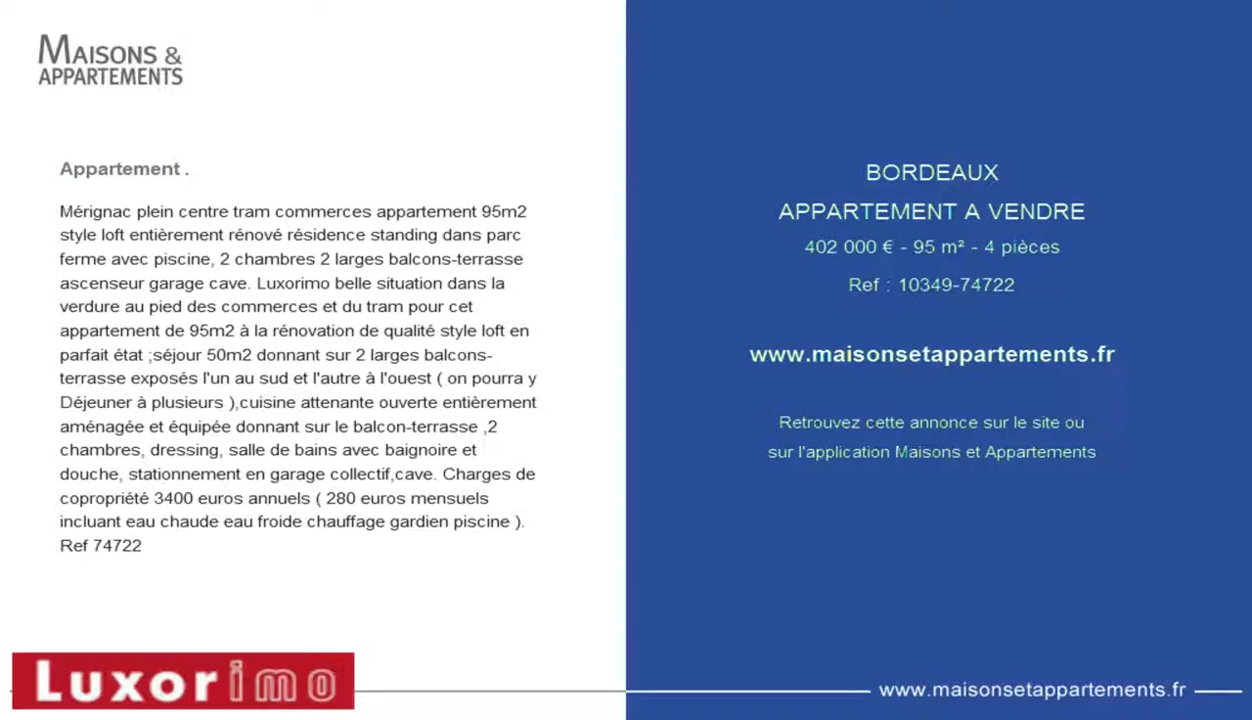 MAISONS &
APPARTEMENTS
Appartement .
Mérignac plein centre tram commerces appartement 95m2
style loft entièrement rénové résidence standing dans parc
ferme avec piscine, 2 chambres 2 larges balcons-terrasse
ascenseur garage cave. Luxorimo belle situation dans la
verdure au pied des commerces et du tram pour cet
appartement de 95m2 à la rénovation de qualité style loft en
parfait état ;séjour 50m2 donnant sur 2 larges balcons-
terrasse exposés l'un au sud et l'autre à l'ouest ( on pourra y
Déjeuner à plusieurs ),cuisine attenante ouverte entièrement
aménagée et équipée donnant sur le balcon-terrasse ,2
chambres, dressing, salle de bains avec baignoire et
douche, stationnement en garage collectif,cave. Charges de
copropriété 3400 euros annuels ( 280 euros mensuels
incluant eau chaude eau froide chauffage gardien piscine ).
Ref 74722
Luxorimo
BORDEAUX
APPARTEMENT A VENDRE
402 000 € - 95 m² - 4 pièces
Ref : 10349-74722
www.maisonsetappartements.fr
Retrouvez cette annonce sur le site ou
sur l'application Maisons et Appartements
www.maisonsetappartements.fr